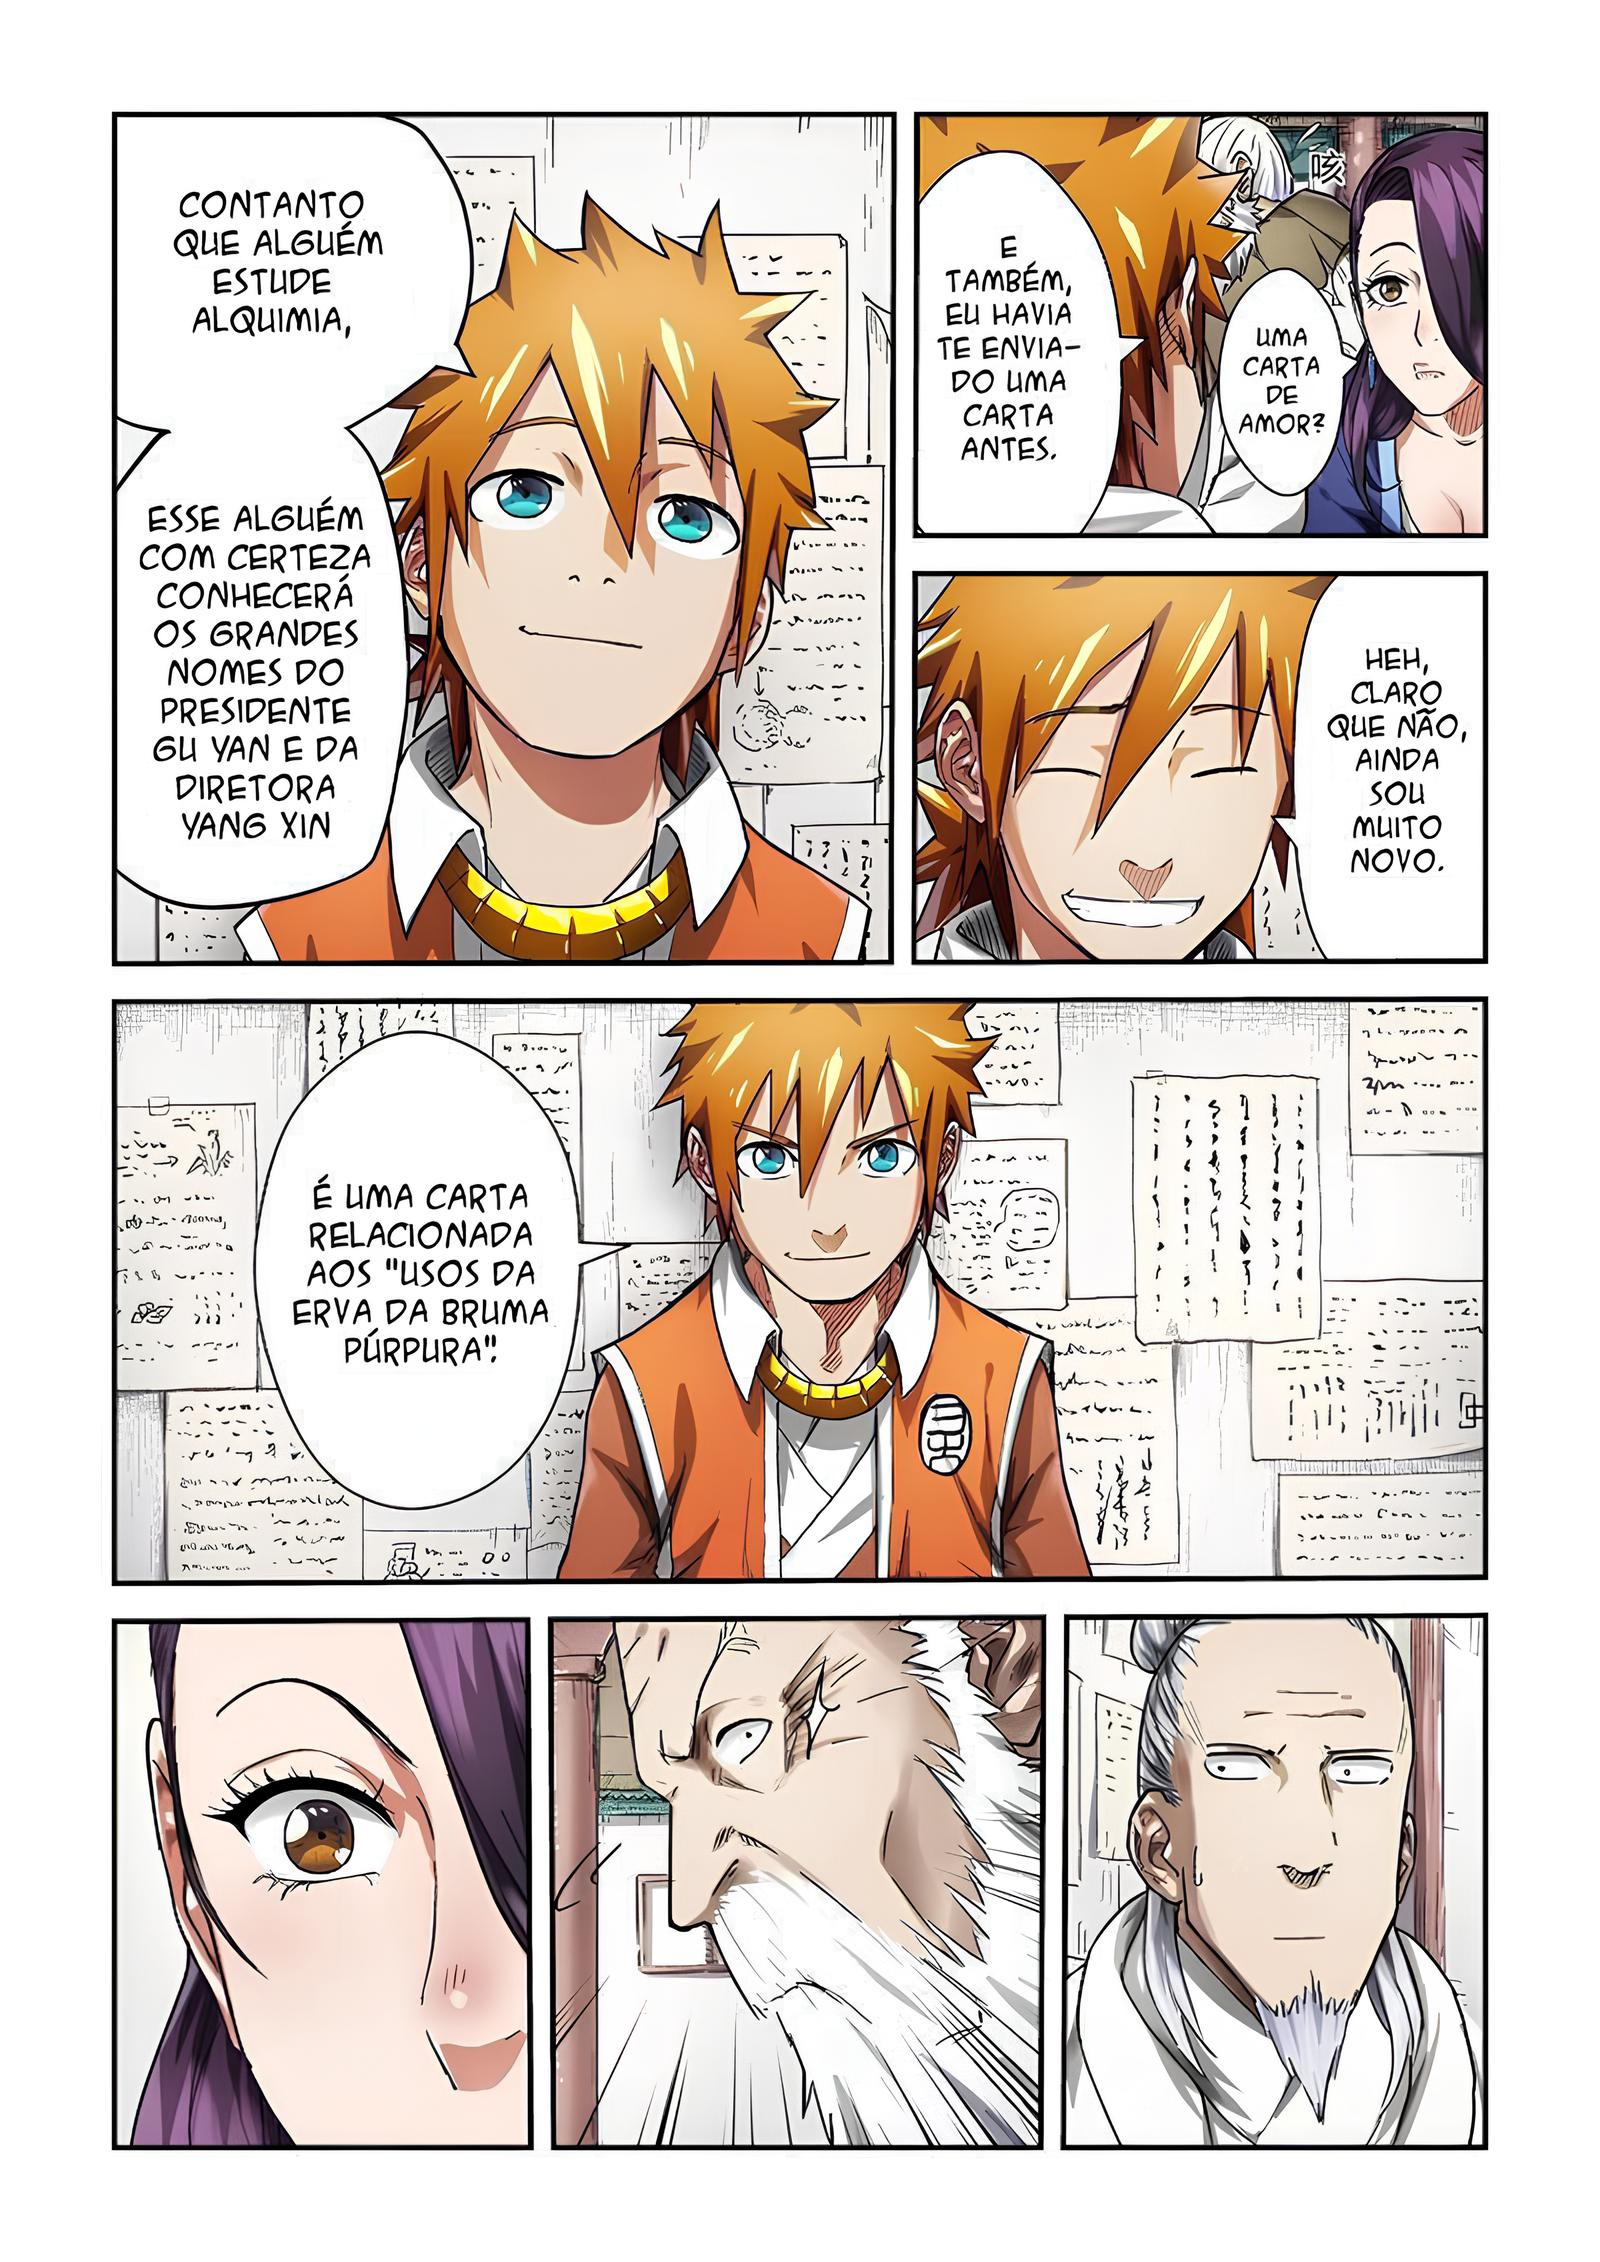 CONTANTO
QUE ALGUÉM
ESTUDE
ALQUIMIA,
ESSE ALGUÉM
COM CERTEZA
CONHECERÁ
OS GRANDES
NOMES DO
PRESIDENTE
GU YAN E DA
DIRETORA
YANG XIN
E
TAMBÉM,
EU HAVIA
TE ENVIA-
DO UMA
CARTA
ANTES.
咳
UMA
CARTA
DE
AMOR?
HEH,
CLARO
QUE NÃO,
AINDA
SOU
MUITO
NOVO.
É UMA CARTA
RELACIONADA
AOS "USOS DA
ERVA DA BRUMA
PÚRPURA".